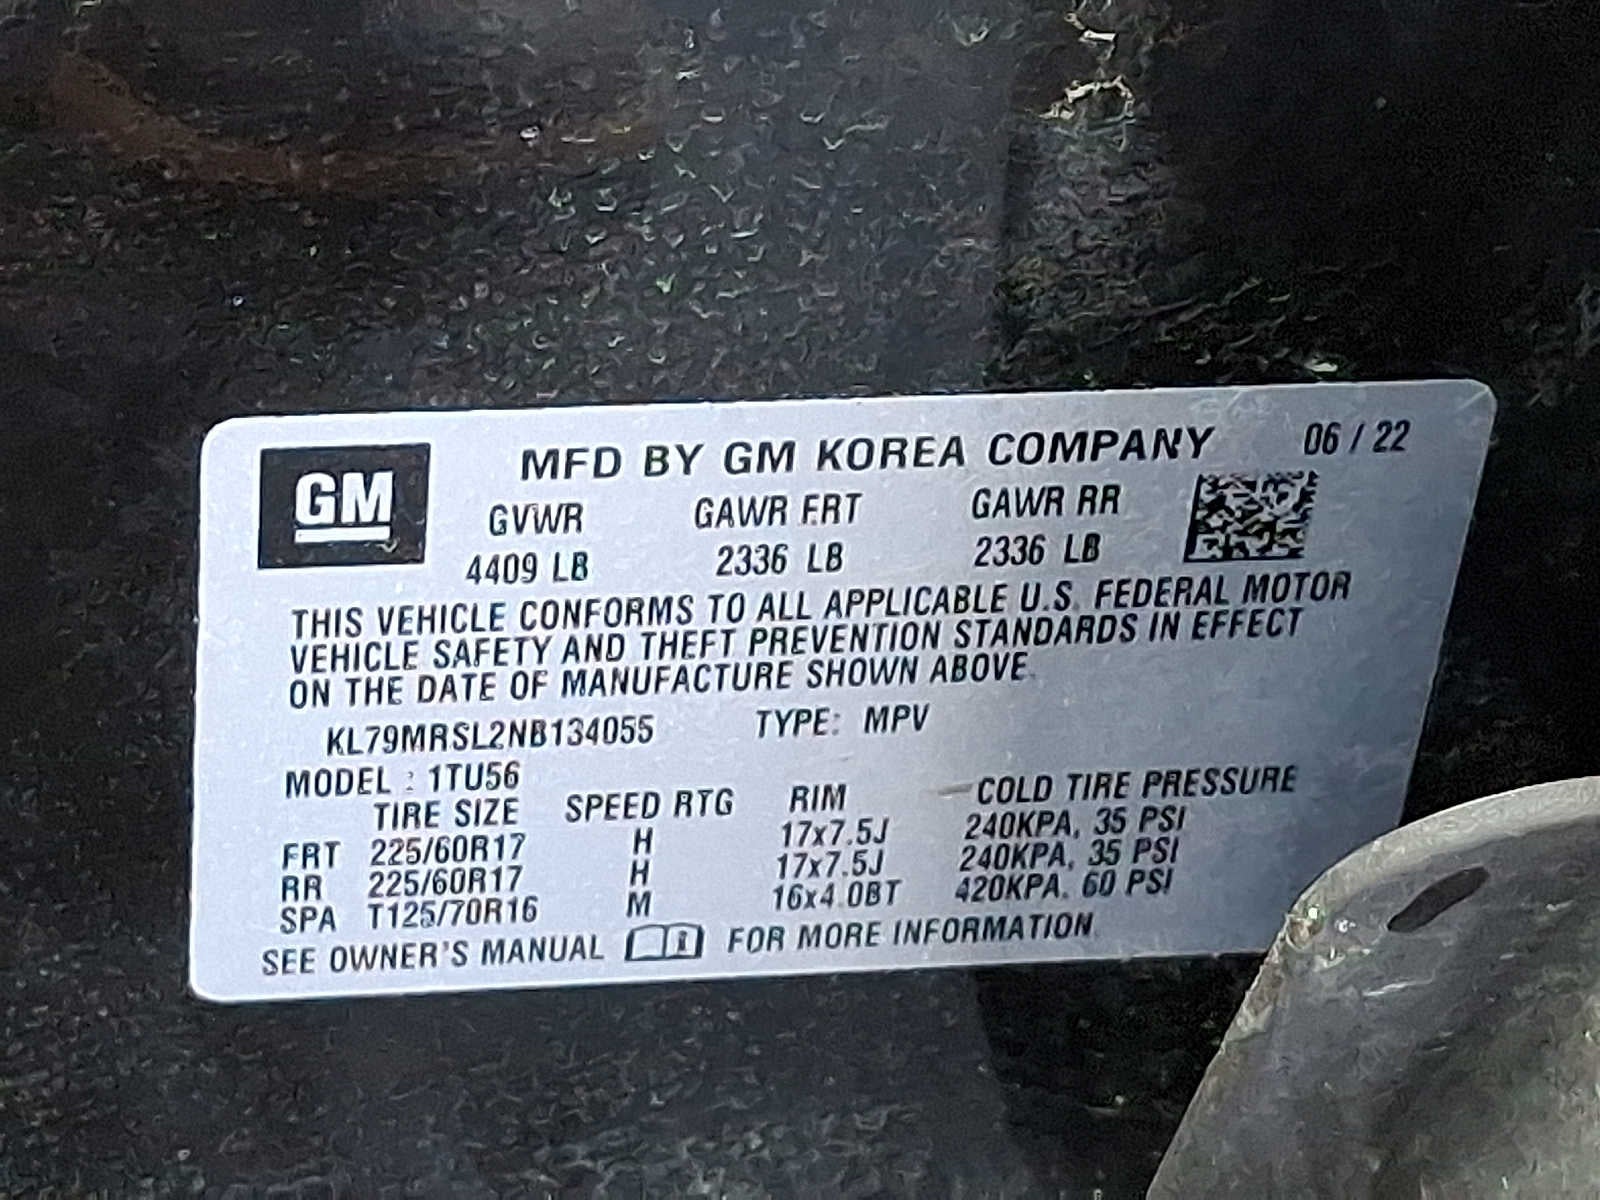 GM
MFD BY GM KOREA COMPANY 06 / 22
GVWR GAWR FRT GAWR RR
4409 LB 2336 LB 2336 LB
THIS VEHICLE CONFORMS TO ALL APPLICABLE U.S. FEDERAL MOTOR
VEHICLE SAFETY AND THEFT PREVENTION STANDARDS IN EFFECT
ON THE DATE OF MANUFACTURE SHOWN ABOVE.
KL79MRSL2NB134055 TYPE: MPV
MODEL : 1TU56
TIRE SIZE SPEED RTG RIM COLD TIRE PRESSURE
FRT 225/60R17 H 17x7.5J 240KPA, 35 PSI
RR 225/60R17 H 17x7.5J 240KPA, 35 PSI
SPA T125/70R16 M 16x4.0BT 420KPA, 60 PSI
SEE OWNER'S MANUAL i FOR MORE INFORMATION.